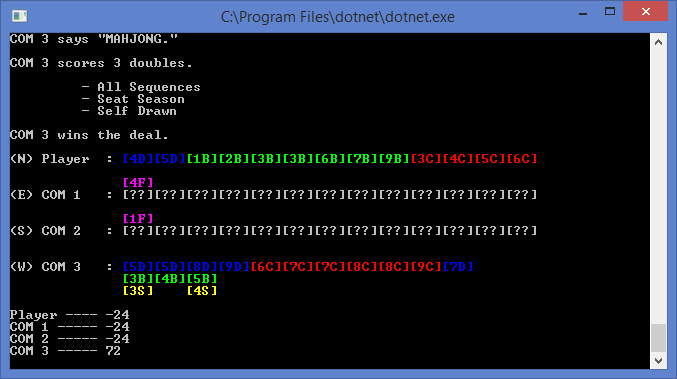 C:\Program Files\dotnet\dotnet.exe
COM 3 says "MAHJONG."
COM 3 scores 3 doubles.
- All Sequences
- Seat Season
- Self Drawn
COM 3 wins the deal.
(N) Player : [4D][5D][1B][2B][3B][3B][6B][7B][9B][3C][4C][5C][6C]
[4F]
(E) COM 1 : [??][??][??][??][??][??][??][??][??][??][??][??][??]
[1F]
(S) COM 2 : [??][??][??][??][??][??][??][??][??][??][??][??][??]
(W) COM 3 : [5D][5D][8D][9D][6C][7C][7C][8C][8C][9C][7D]
[3B][4B][5B]
[3S] [4S]
Player ---- -24
COM 1 ----- -24
COM 2 ----- -24
COM 3 ----- 72